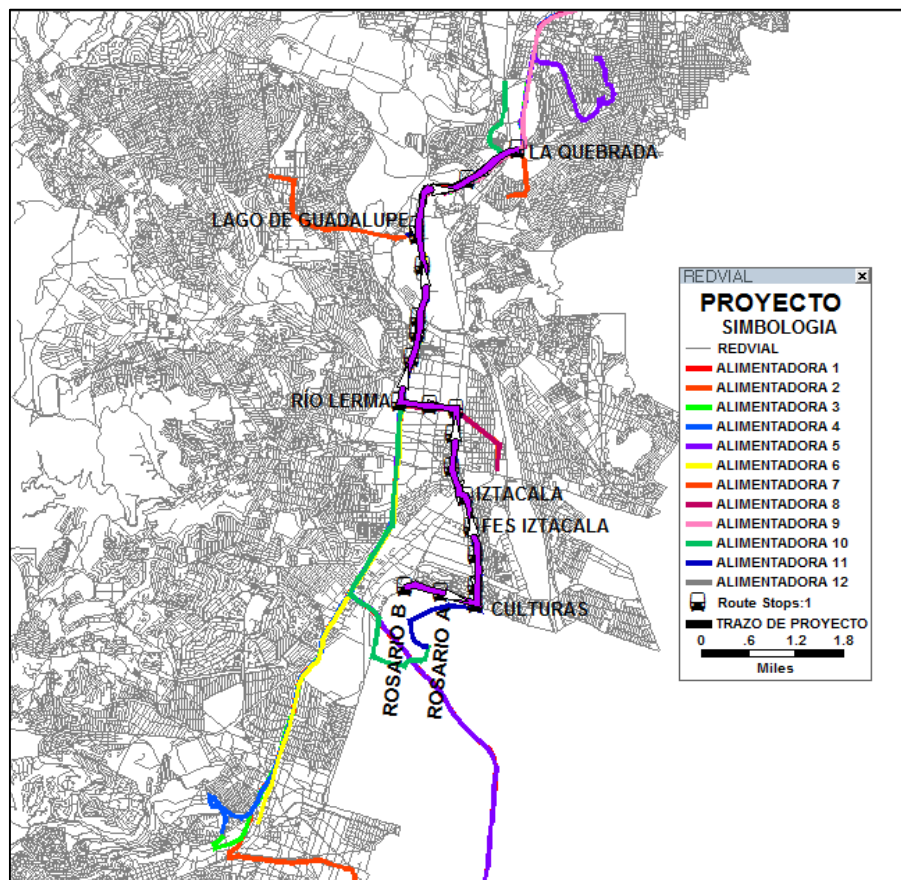 LA QUEBRADA
LAGO DE GUADALUPE
RÍO LERMA
IZTACALA
FES IZTACALA
CULTURAS
ROSARIO B
ROSARIO A
REDVIAL
PROYECTO
SIMBOLOGIA
REDVIAL
ALIMENTADORA 1
ALIMENTADORA 2
ALIMENTADORA 3
ALIMENTADORA 4
ALIMENTADORA 5
ALIMENTADORA 6
ALIMENTADORA 7
ALIMENTADORA 8
ALIMENTADORA 9
ALIMENTADORA 10
ALIMENTADORA 11
ALIMENTADORA 12
Route Stops:1
TRAZO DE PROYECTO
0 .6 1.2 1.8
Miles